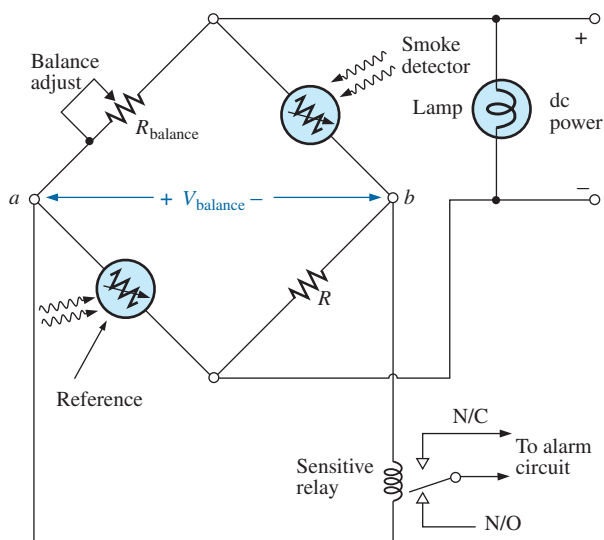 Balance
adjust
R_balance
Smoke
detector
+
Lamp
dc
power
−
a
+ V_balance −
b
R
Reference
N/C
To alarm
circuit
Sensitive
relay
N/O